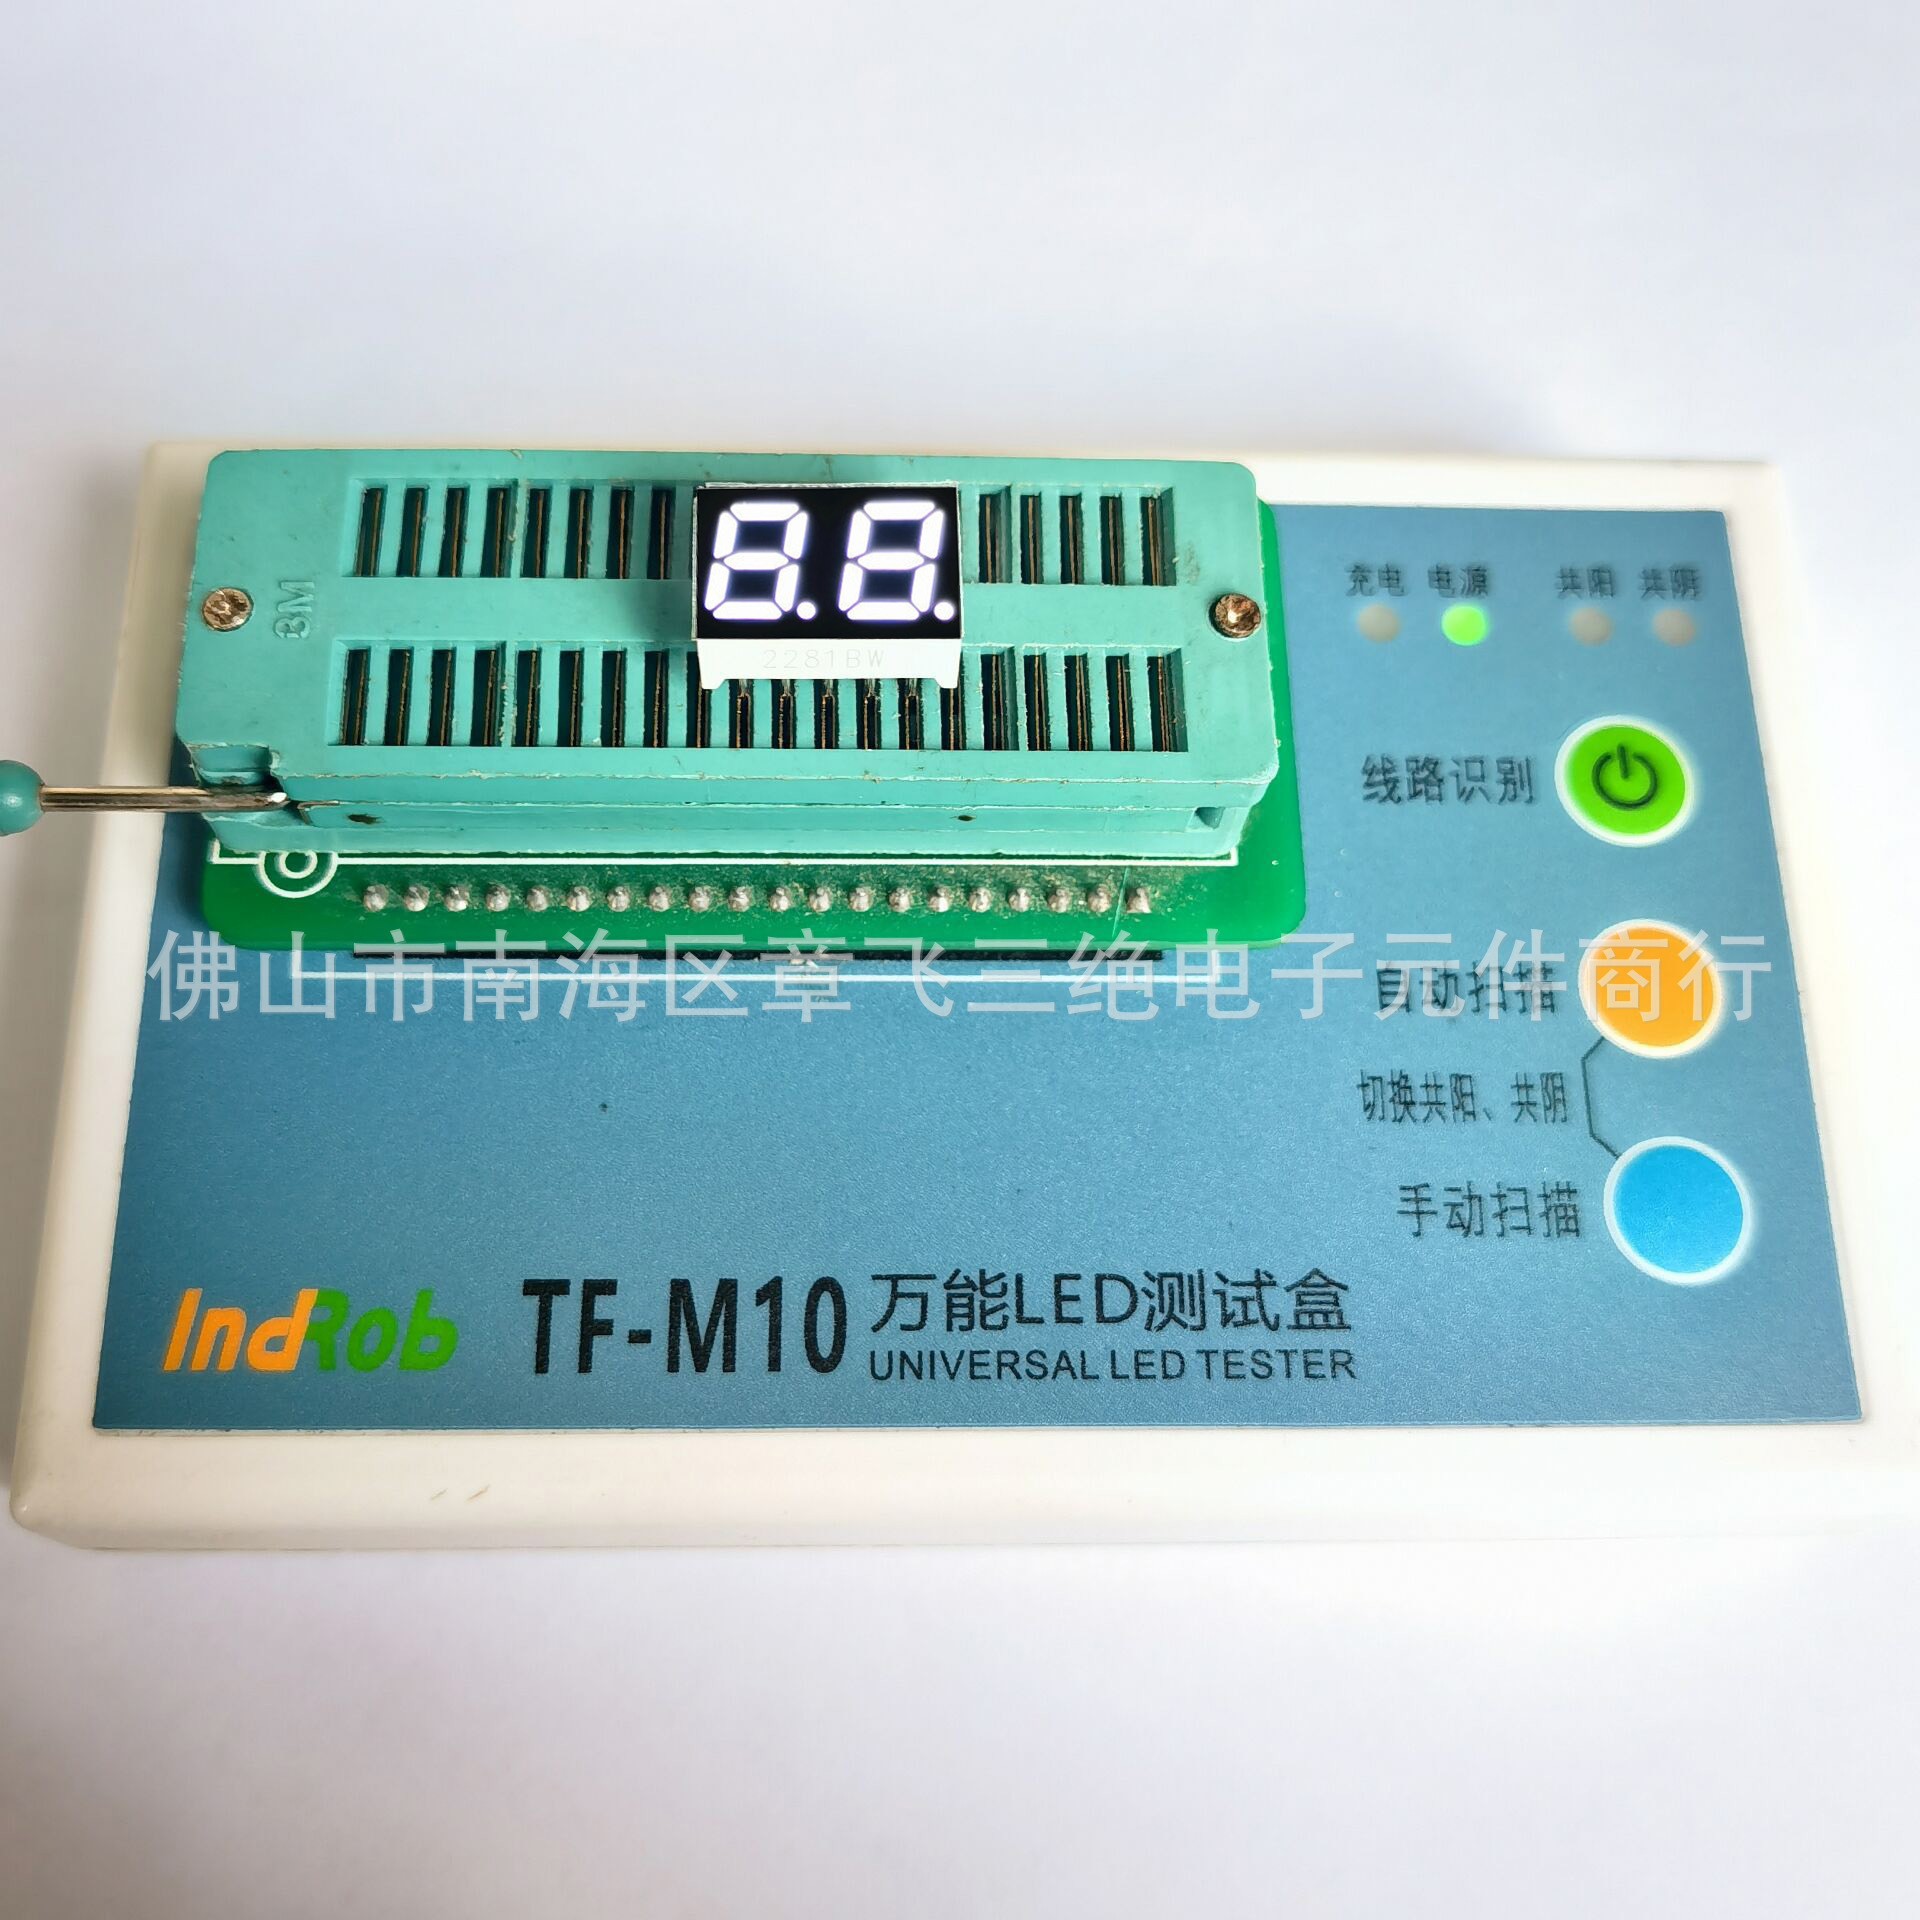 8.8.
3M
2281BW
充电 电源 共阳 共阴
线路识别
佛山市南海区章飞三绝电子元件商行
自动扫描
切换共阳、共阴
手动扫描
IndRob
TF-M10 万能LED测试盒
UNIVERSAL LED TESTER